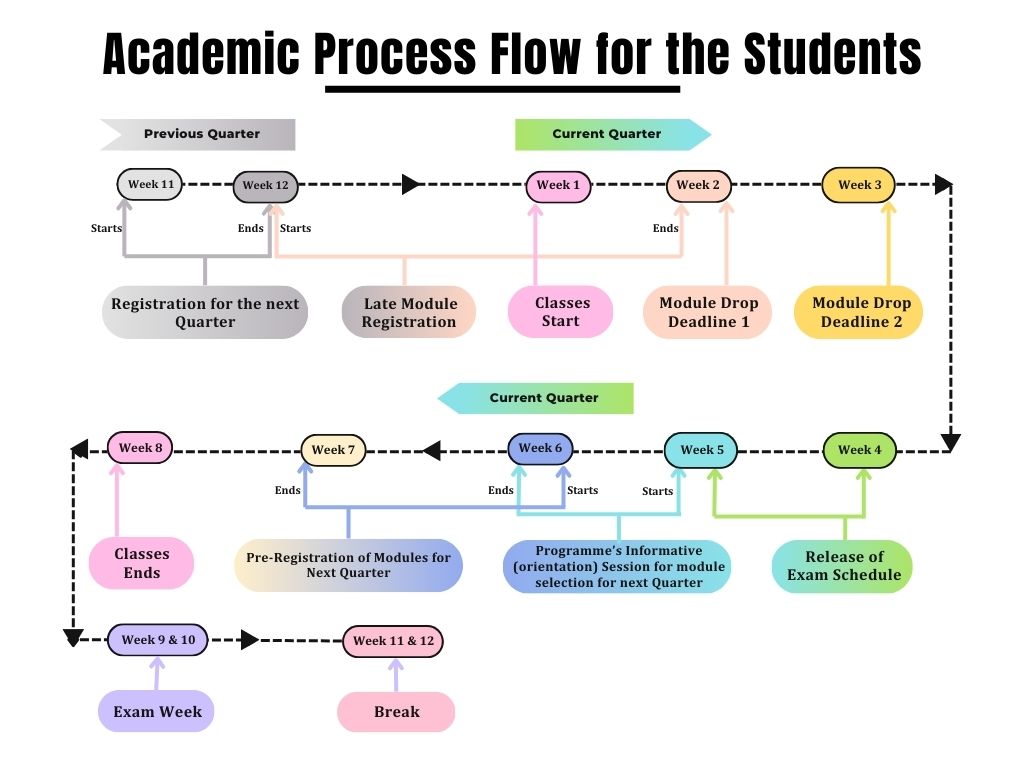 Academic Process Flow for the Students
Previous Quarter
Current Quarter
Week 11
Week 12
Week 1
Week 2
Week 3
Starts
Ends
Starts
Ends
Registration for the next
Quarter
Late Module
Registration
Classes
Start
Module Drop
Deadline 1
Module Drop
Deadline 2
Current Quarter
Week 8
Week 7
Week 6
Week 5
Week 4
Ends
Ends
Starts
Starts
Classes
Ends
Pre-Registration of Modules for
Next Quarter
Programme's Informative
(orientation) Session for module
selection for next Quarter
Release of
Exam Schedule
Week 9 & 10
Week 11 & 12
Exam Week
Break